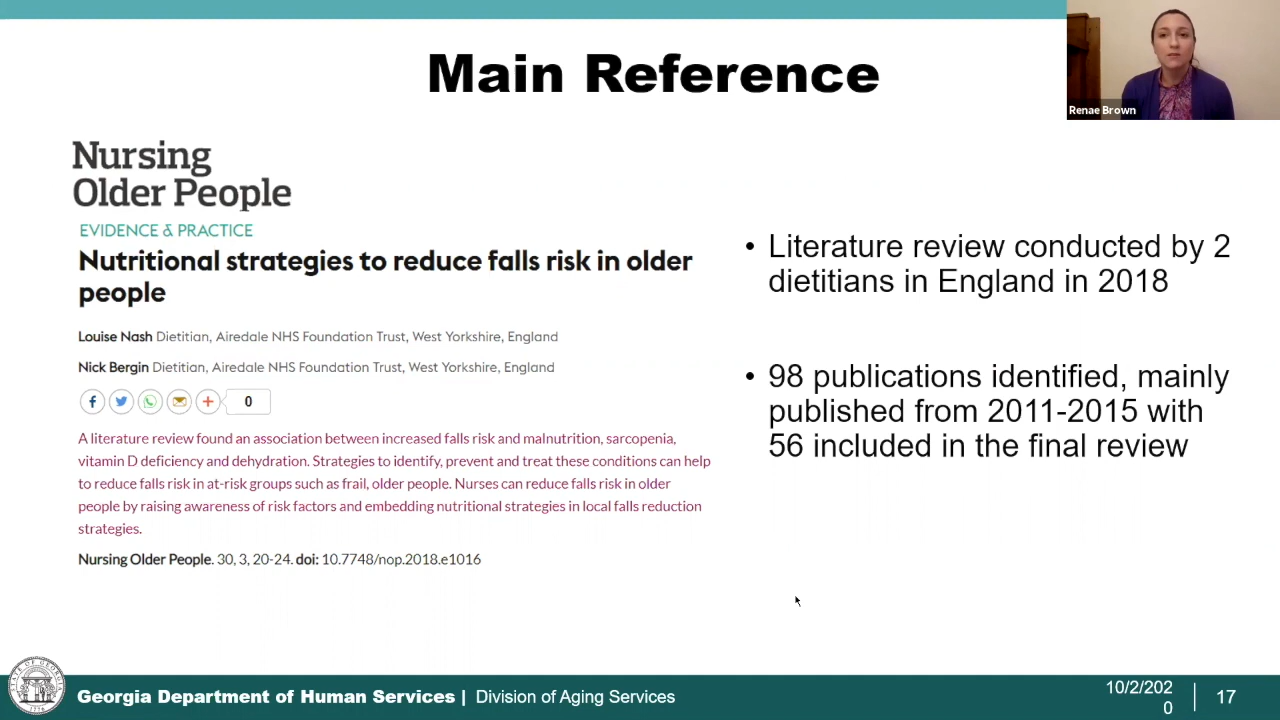 Main Reference
Renae Brown
Nursing
Older People
EVIDENCE & PRACTICE
Nutritional strategies to reduce falls risk in older
people
Louise Nash Dietitian, Airedale NHS Foundation Trust, West Yorkshire, England
Nick Bergin Dietitian, Airedale NHS Foundation Trust, West Yorkshire, England
0
A literature review found an association between increased falls risk and malnutrition, sarcopenia,
vitamin D deficiency and dehydration. Strategies to identify, prevent and treat these conditions can help
to reduce falls risk in at-risk groups such as frail, older people. Nurses can reduce falls risk in older
people by raising awareness of risk factors and embedding nutritional strategies in local falls reduction
strategies.
Nursing Older People. 30, 3, 20-24. doi: 10.7748/nop.2018.e1016
• Literature review conducted by 2
dietitians in England in 2018
• 98 publications identified, mainly
published from 2011-2015 with
56 included in the final review
Georgia Department of Human Services | Division of Aging Services
10/2/202
0
17